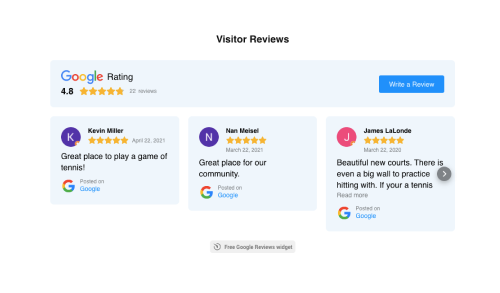 Visitor Reviews
Google Rating
4.8 22 reviews
Write a Review
K
Kevin Miller
April 22, 2021
Great place to play a game of
tennis!
Posted on
Google
N
Nan Meisel
March 22, 2021
Great place for our
community.
Posted on
Google
J
James LaLonde
March 22, 2020
Beautiful new courts. There is
even a big wall to practice
hitting with. If your a tennis
Read more
Posted on
Google
Free Google Reviews widget